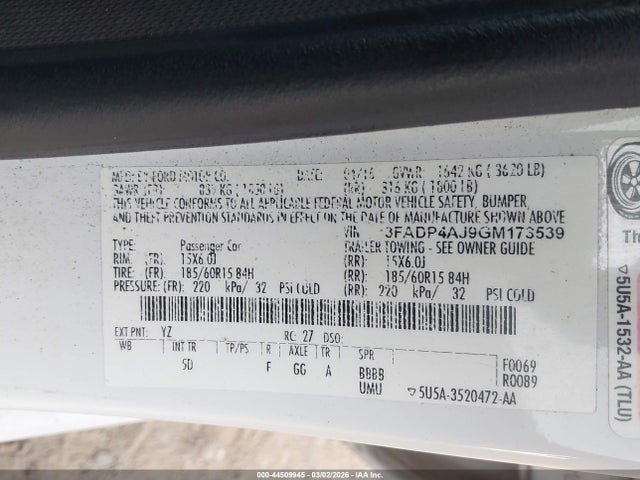 MFD. BY FORD MOTOR CO. DATE: 01/16 GVWR: 1642 KG ( 3620 LB)
GAWR (FR): KG ( LB) (RR): 816 KG ( 1800 LB)
THIS VEHICLE CONFORMS TO ALL APPLICABLE FEDERAL MOTOR VEHICLE SAFETY, BUMPER,
AND THEFT PREVENTION STANDARDS IN EFFECT ON THE DATE OF MANUFACTURE SHOWN ABOVE
VIN: 3FADP4AJ9GM173539
TYPE: Passenger Car TRAILER TOWING - SEE OWNER GUIDE
RIM: (FR): 15X6.0J (RR): 15X6.0J
TIRE: (FR): 185/60R15 84H (RR): 185/60R15 84H
PRESSURE: (FR): 220 kPa/ 32 PSI COLD (RR): 220 kPa/ 32 PSI COLD
EXT PNT: YZ RC: 27 DSO:
WB INT TR TP/PS R AXLE TR SPR
5D F GG A BBBB
UMU
F0069
R0089
5U5A-3520472-AA
Th
5U5A-1532-AA (TLU)
000-44509945 - 03/02/2026 - IAAI.COM